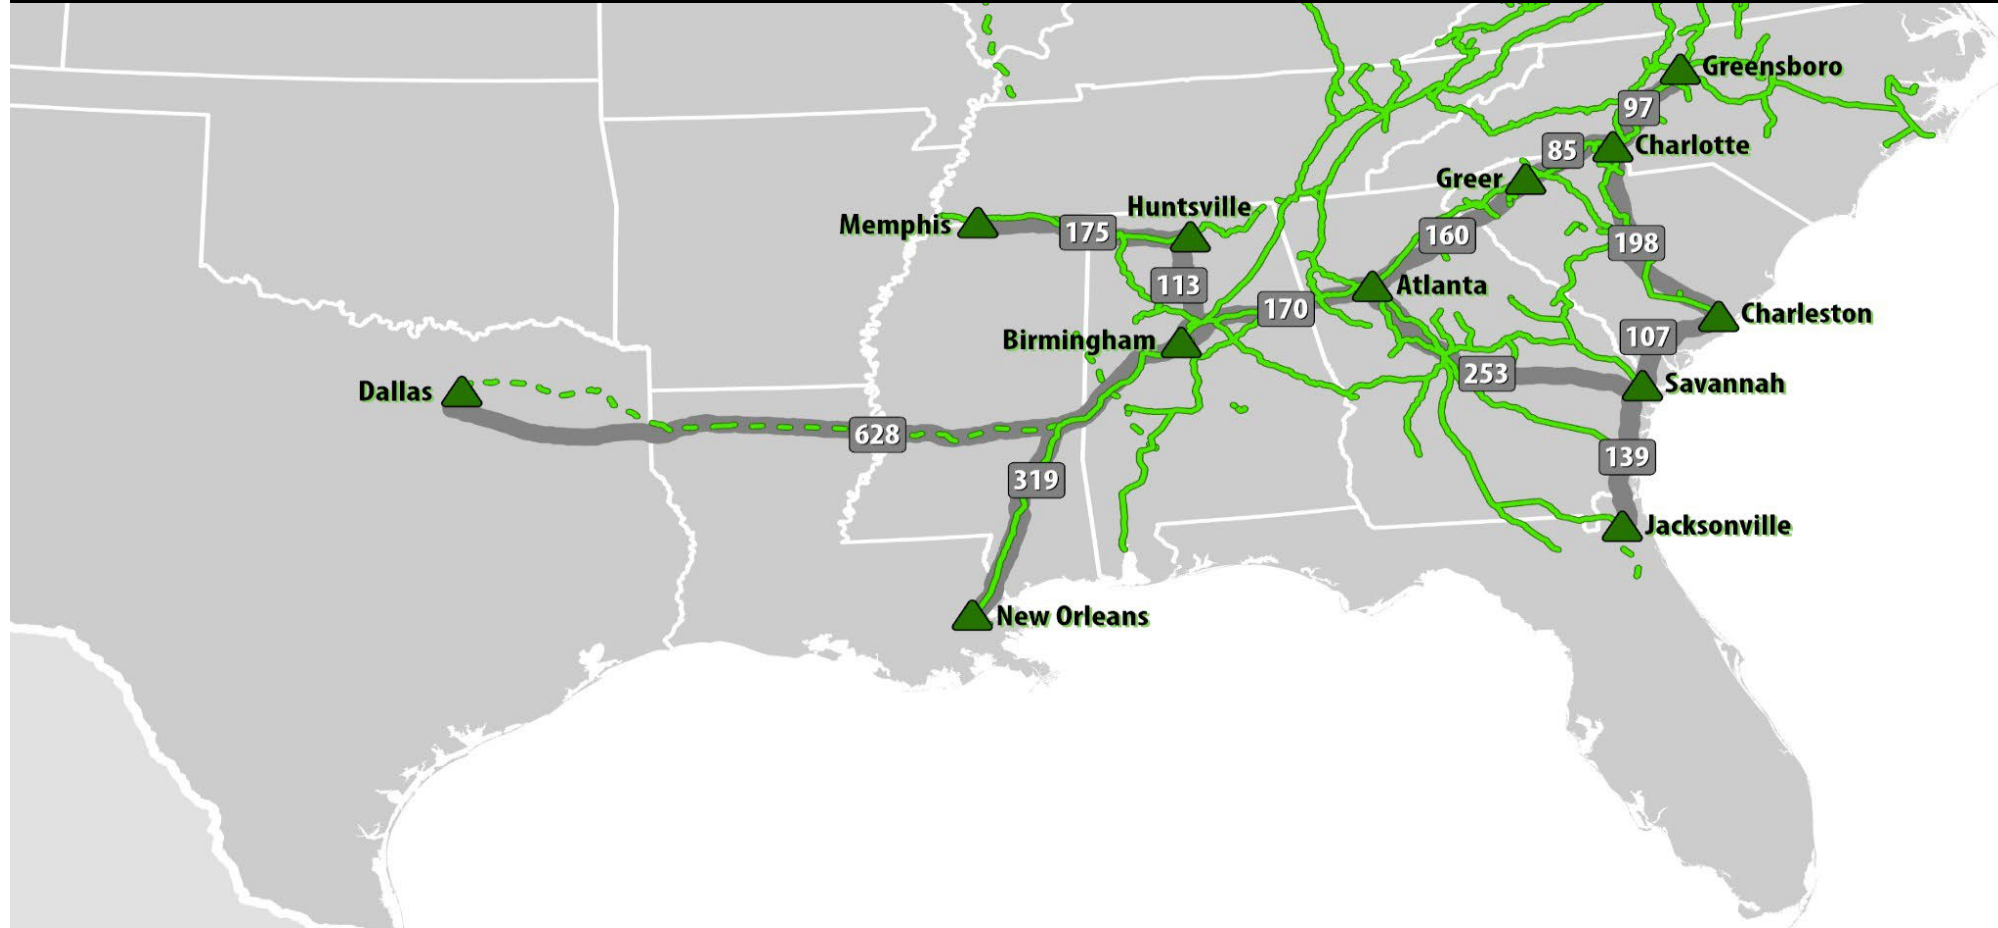 Greensboro
97
Charlotte
85
Greer
Huntsville
Memphis
175
160
198
113
Atlanta
170
Charleston
Birmingham
107
253
Savannah
Dallas
628
139
319
Jacksonville
New Orleans